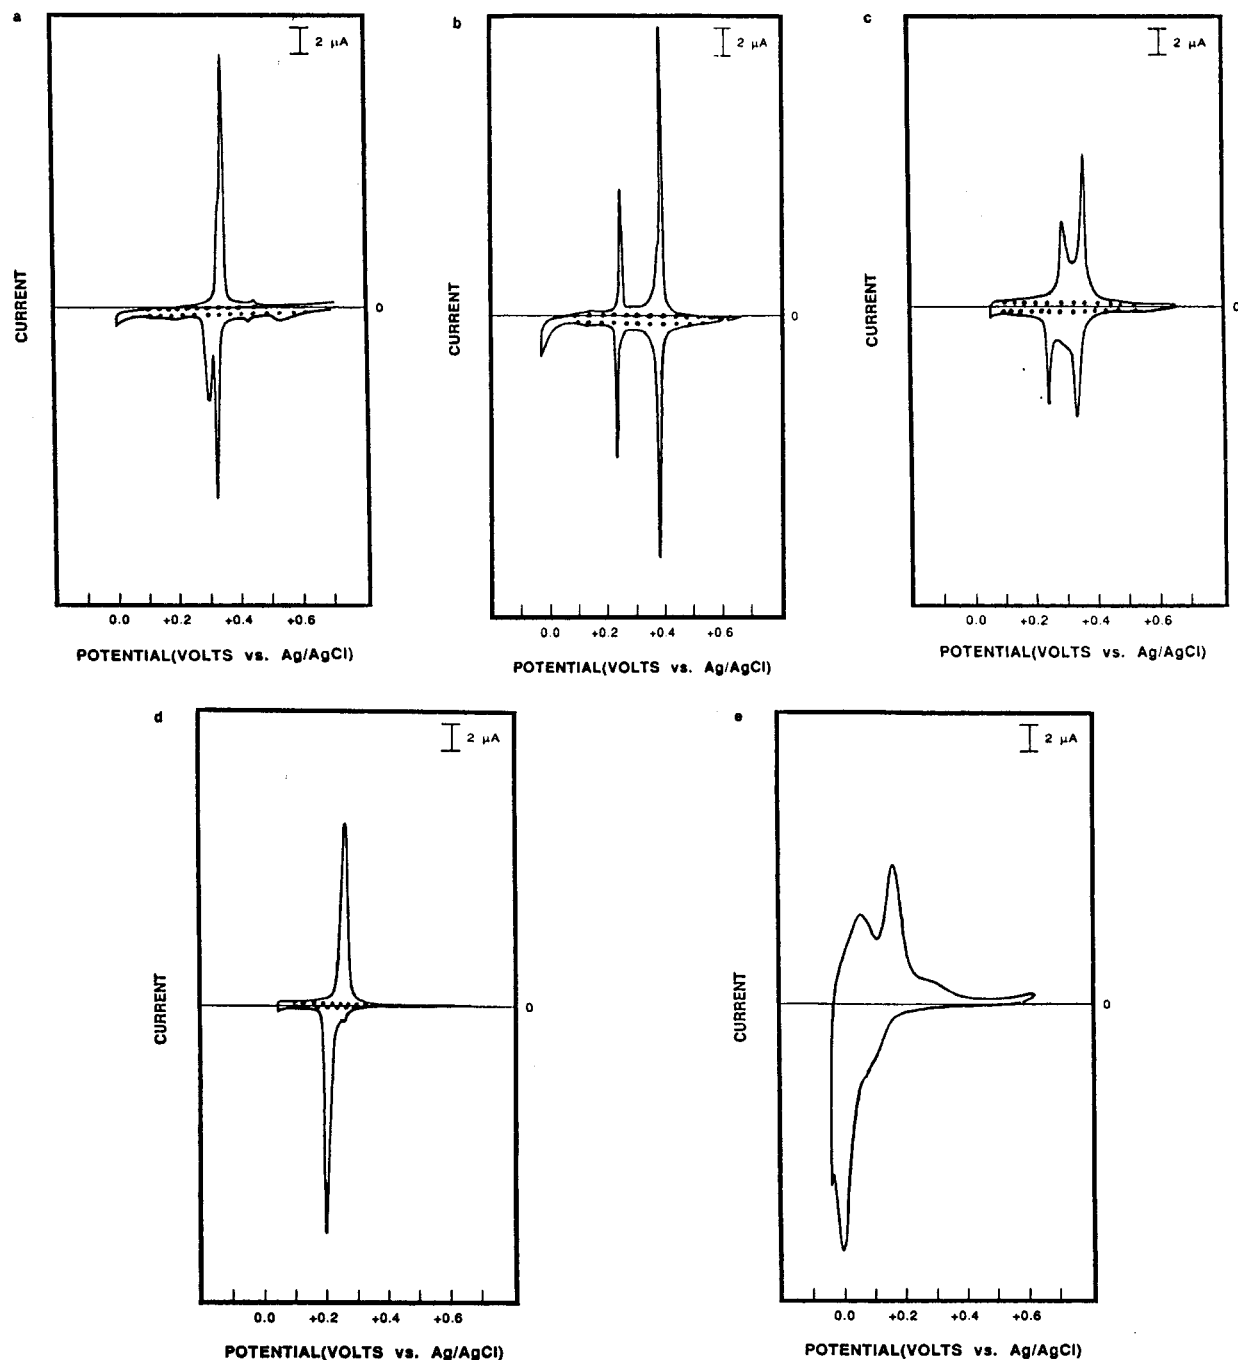 a
2 μA
CURRENT
0
0.0 +0.2 +0.4 +0.6
POTENTIAL(VOLTS vs. Ag/AgCl)
b
2 μA
CURRENT
0
0.0 +0.2 +0.4 +0.6
POTENTIAL(VOLTS vs. Ag/AgCl)
c
2 μA
CURRENT
0
0.0 +0.2 +0.4 +0.6
POTENTIAL(VOLTS vs. Ag/AgCl)
d
2 μA
CURRENT
0
0.0 +0.2 +0.4 +0.6
POTENTIAL(VOLTS vs. Ag/AgCl)
e
2 μA
CURRENT
0
0.0 +0.2 +0.4 +0.6
POTENTIAL(VOLTS vs. Ag/AgCl)